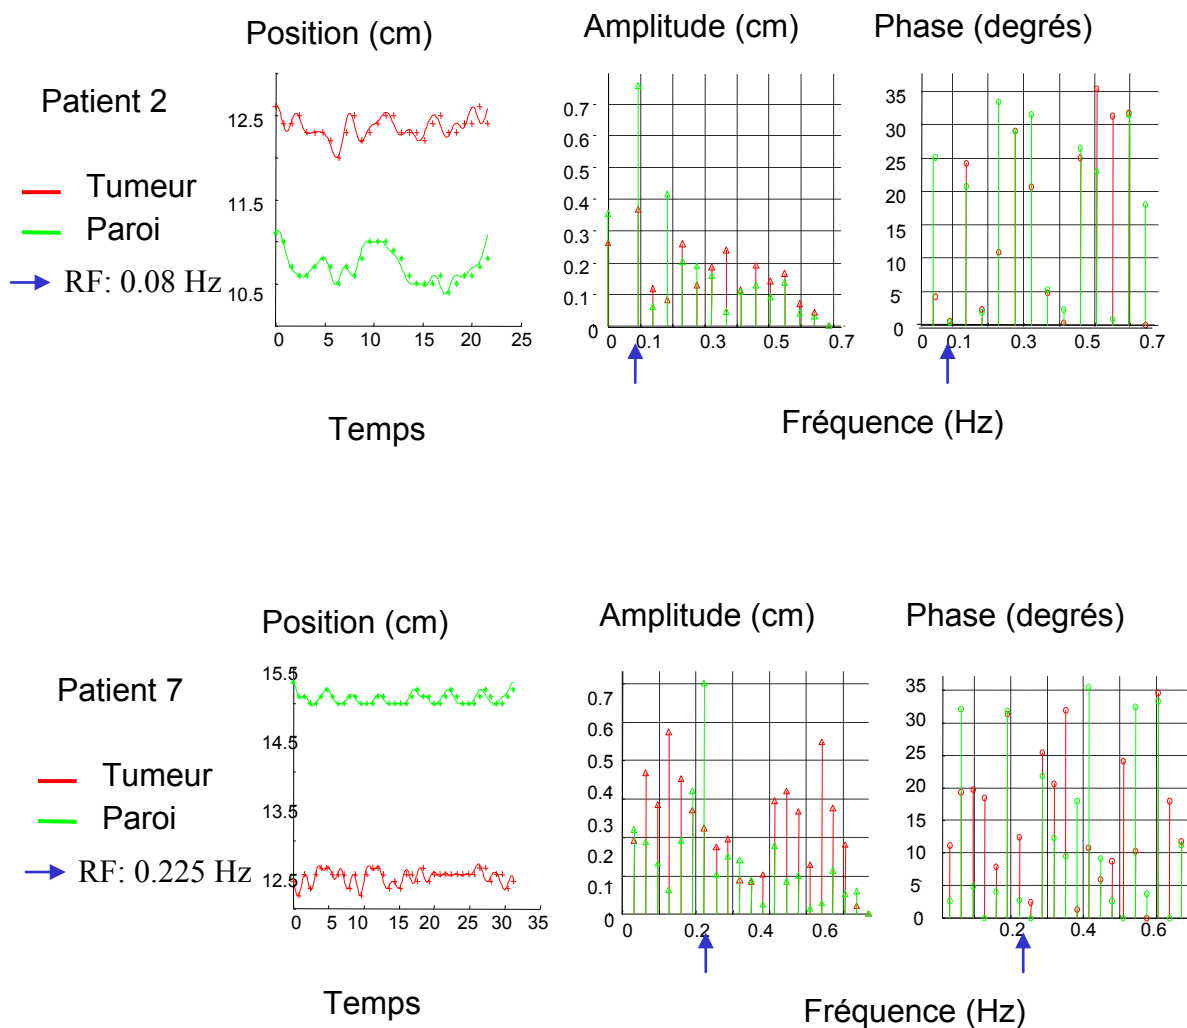 Position (cm)
Amplitude (cm)
Phase (degrés)
Patient 2
Tumeur
Paroi
RF: 0.08 Hz
12.5
11.5
10.5
0 5 10 15 20 25
0.7
0.6
0.5
0.4
0.3
0.2
0.1
0
0 0.1 0.3 0.5 0.7
35
30
25
20
15
10
5
0
0 0.1 0.3 0.5 0.7
Temps
Fréquence (Hz)
Position (cm)
Amplitude (cm)
Phase (degrés)
Patient 7
Tumeur
Paroi
RF: 0.225 Hz
15.5
14.5
13.5
12.5
0 5 10 15 20 25 30 35
0.7
0.6
0.5
0.4
0.3
0.2
0.1
0
0 0.2 0.4 0.6
35
30
25
20
15
10
5
0
0.2 0.4 0.6
Temps
Fréquence (Hz)